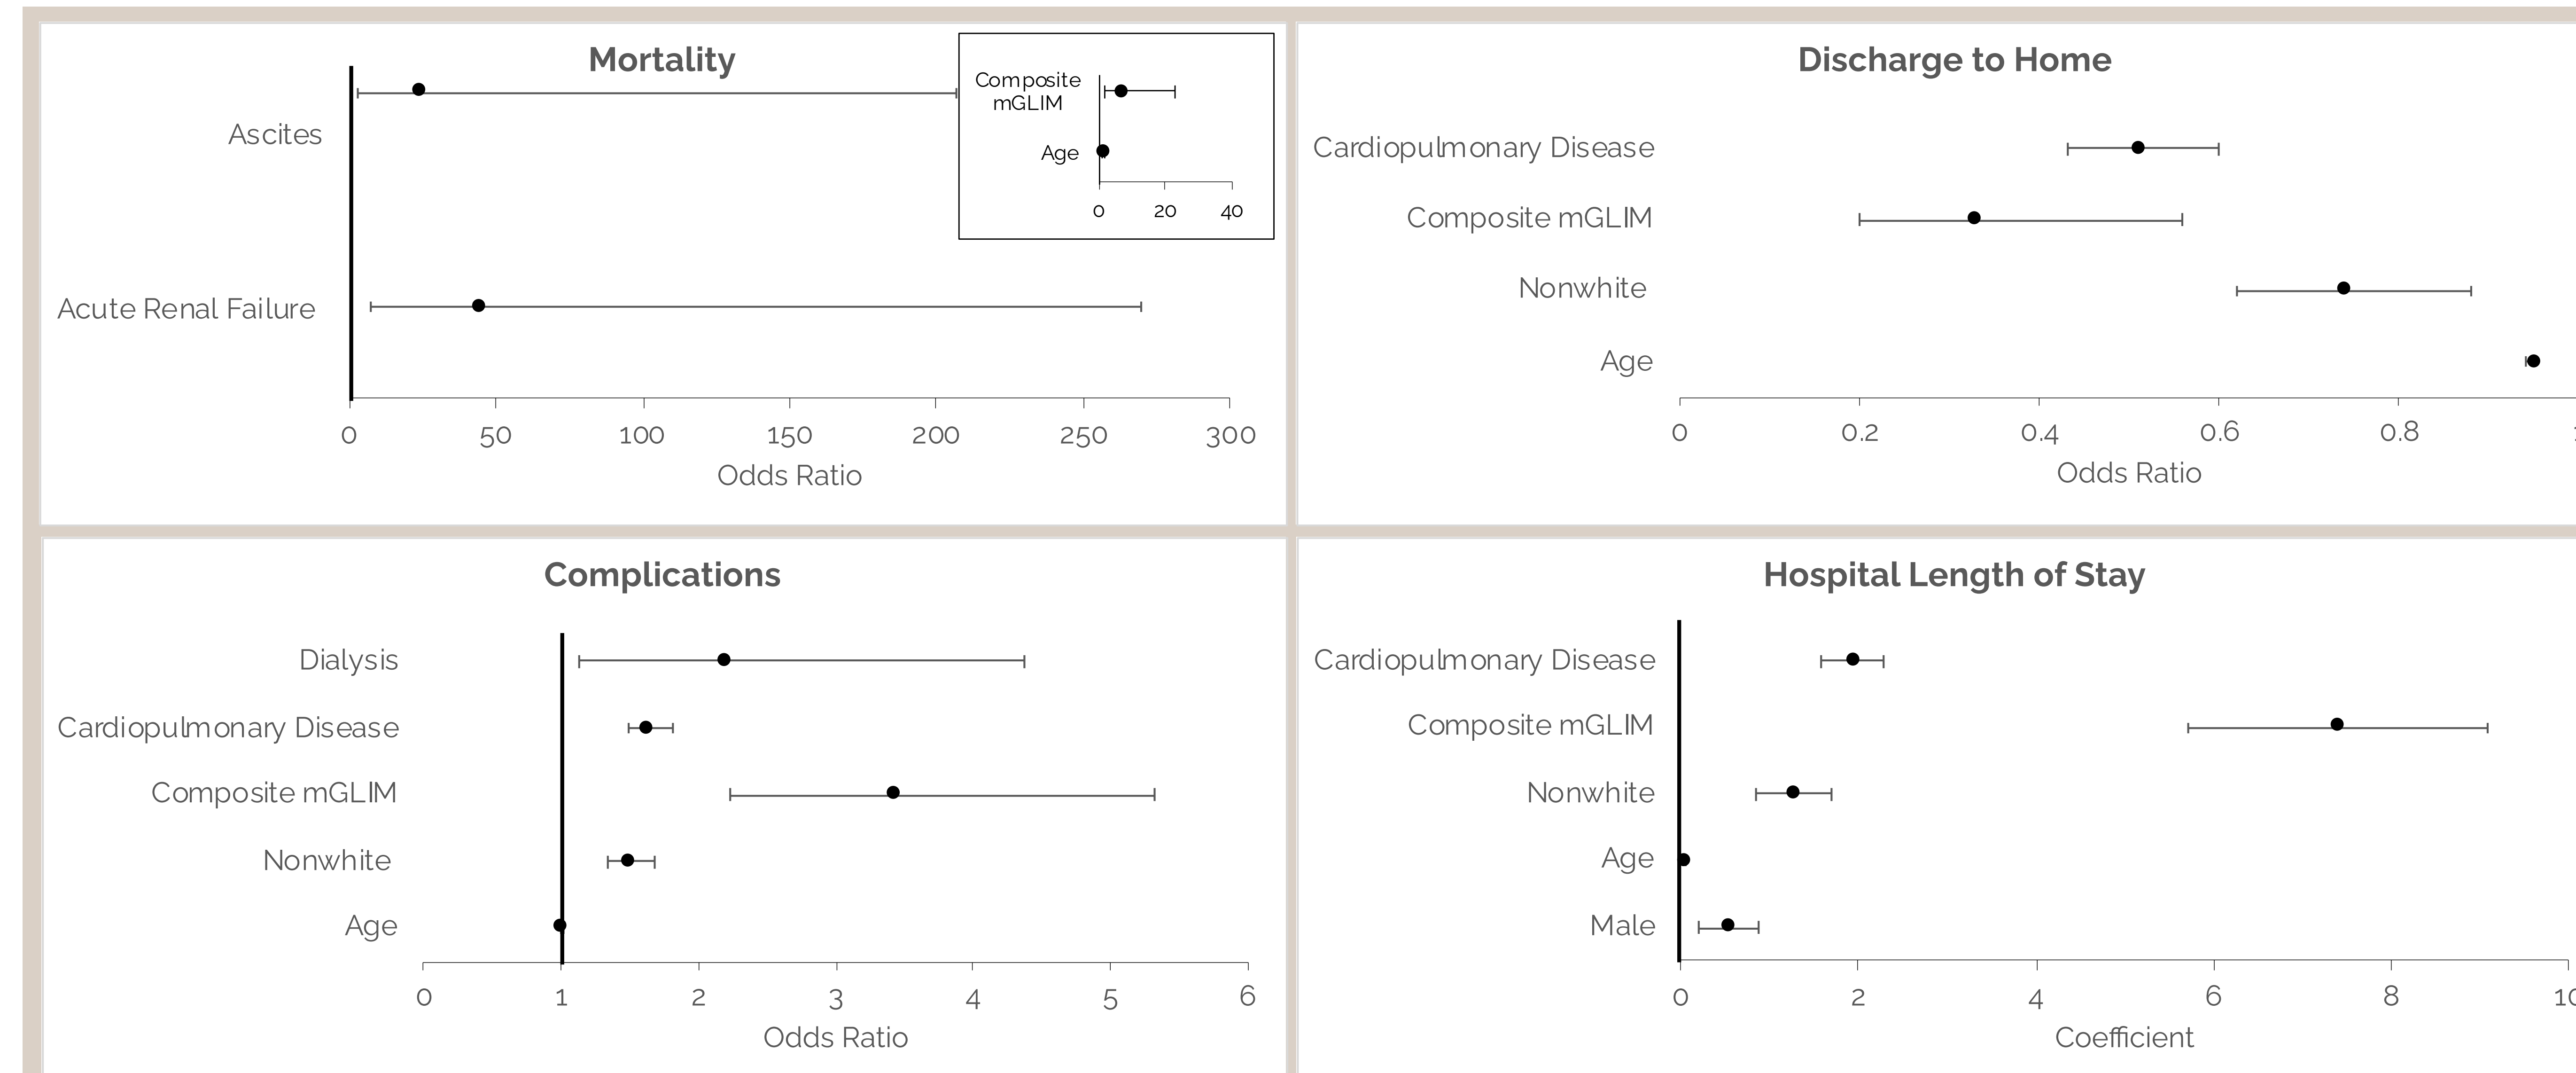 Mortality
Composite
mGLIM
Age
0 20 40
Ascites
Acute Renal Failure
0 50 100 150 200 250 300
Odds Ratio
Discharge to Home
Cardiopulmonary Disease
Composite mGLIM
Nonwhite
Age
0 0.2 0.4 0.6 0.8
Odds Ratio
Complications
Dialysis
Cardiopulmonary Disease
Composite mGLIM
Nonwhite
Age
0 1 2 3 4 5 6
Odds Ratio
Hospital Length of Stay
Cardiopulmonary Disease
Composite mGLIM
Nonwhite
Age
Male
0 2 4 6 8 10
Coefficient